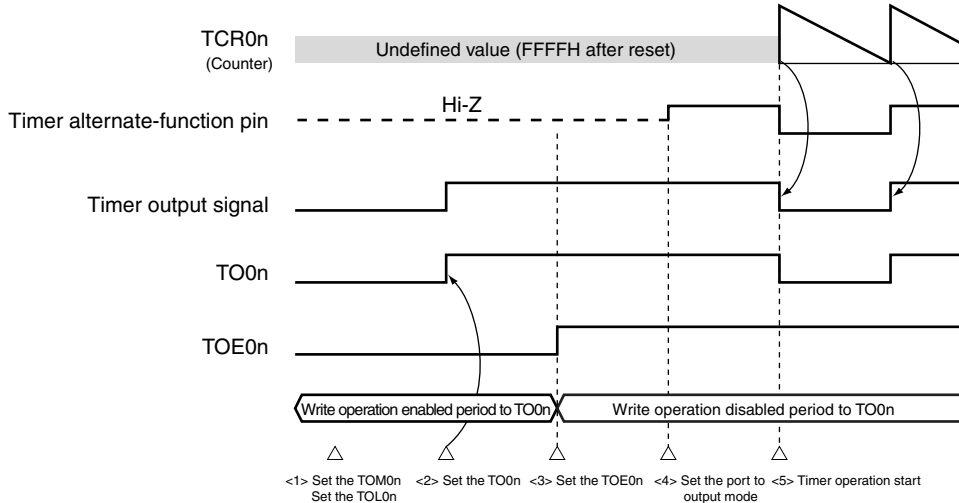 TCR0n
(Counter)
Undefined value (FFFFH after reset)
Timer alternate-function pin
Hi-Z
Timer output signal
TO0n
TOE0n
Write operation enabled period to TO0n
Write operation disabled period to TO0n
<1> Set the TOM0n
Set the TOL0n
<2> Set the TO0n
<3> Set the TOE0n
<4> Set the port to
output mode
<5> Timer operation start